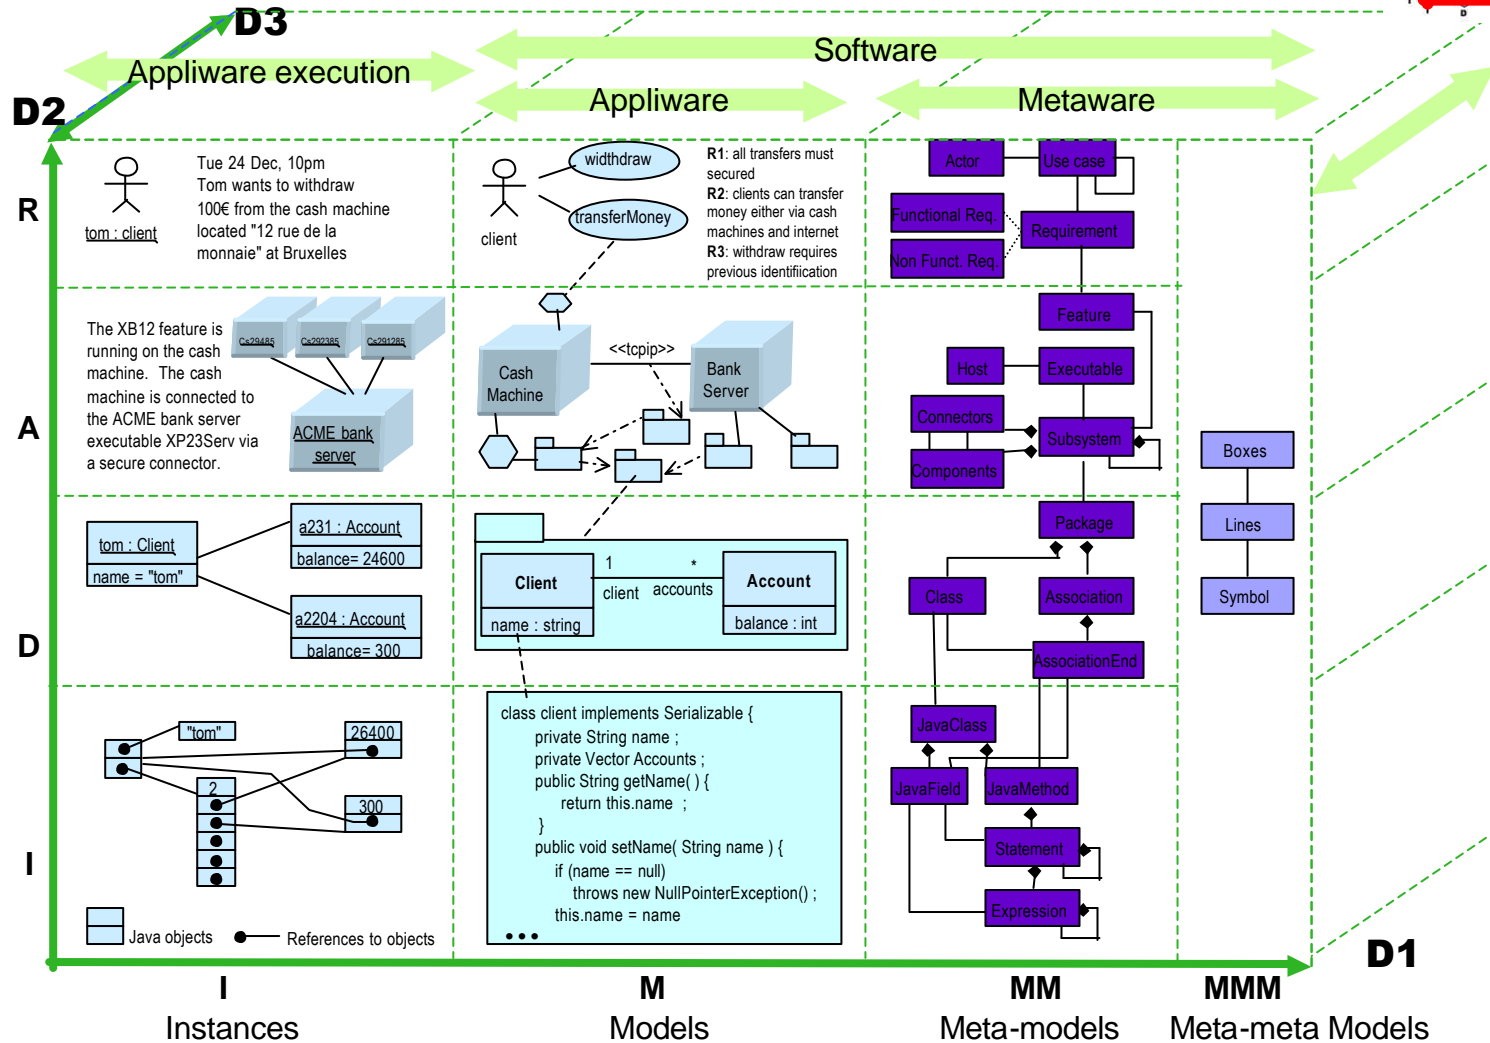 D3
Software
Appliware execution
Appliware
Metaware
D2
R
tom : client
Tue 24 Dec, 10pm
Tom wants to withdraw
100€ from the cash machine
located "12 rue de la
monnaie" at Bruxelles
client
widthdraw
transferMoney
R1: all transfers must
secured
R2: clients can transfer
money either via cash
machines and internet
R3: withdraw requires
previous identifiication
Actor
Use case
Functional Req.
Requirement
Non Funct. Req.
A
The XB12 feature is
running on the cash
machine. The cash
machine is connected to
the ACME bank server
executable XP23Serv via
a secure connector.
Cs29485
Cs292385
Cs291285
ACME bank
server
Cash
Machine
<<tcpip>>
Bank
Server
Feature
Host
Executable
Connectors
Subsystem
Components
Boxes
Lines
Symbol
D
tom : Client
name = "tom"
a231 : Account
balance= 24600
a2204 : Account
balance= 300
Client
name : string
1
client
*
accounts
Account
balance : int
Package
Class
Association
AssociationEnd
I
"tom"
26400
2
300
Java objects
References to objects
class client implements Serializable {
private String name ;
private Vector Accounts ;
public String getName( ) {
return this.name ;
}
public void setName( String name ) {
if (name == null)
throws new NullPointerException() ;
this.name = name
•••
JavaClass
JavaField
JavaMethod
Statement
Expression
D1
I
M
MM
MMM
Instances
Models
Meta-models
Meta-meta Models